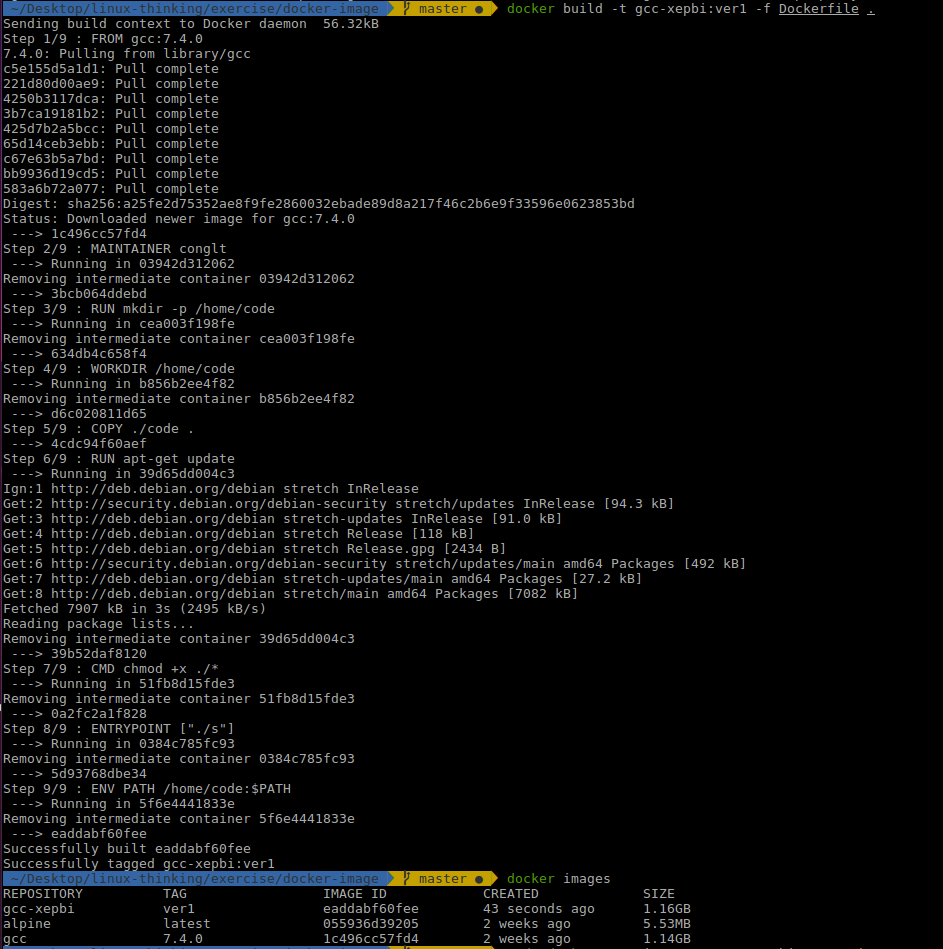 ~/Desktop/linux-thinking/exercise/docker-image master ● docker build -t gcc-xepbi:ver1 -f Dockerfile .
Sending build context to Docker daemon  56.32kB
Step 1/9 : FROM gcc:7.4.0
7.4.0: Pulling from library/gcc
c5e155d5a1d1: Pull complete
221d80d00ae9: Pull complete
4250b3117dca: Pull complete
3b7ca19181b2: Pull complete
425d7b2a5bcc: Pull complete
65d14ceb3ebb: Pull complete
c67e63b5a7bd: Pull complete
bb9936d19cd5: Pull complete
583a6b72a077: Pull complete
Digest: sha256:a25fe2d75352ae8f9fe2860032ebade89d8a217f46c2b6e9f33596e0623853bd
Status: Downloaded newer image for gcc:7.4.0
 ---> 1c496cc57fd4
Step 2/9 : MAINTAINER conglt
 ---> Running in 03942d312062
Removing intermediate container 03942d312062
 ---> 3bcb064ddebd
Step 3/9 : RUN mkdir -p /home/code
 ---> Running in cea003f198fe
Removing intermediate container cea003f198fe
 ---> 634db4c658f4
Step 4/9 : WORKDIR /home/code
 ---> Running in b856b2ee4f82
Removing intermediate container b856b2ee4f82
 ---> d6c020811d65
Step 5/9 : COPY ./code .
 ---> 4cdc94f60aef
Step 6/9 : RUN apt-get update
 ---> Running in 39d65dd004c3
Ign:1 http://deb.debian.org/debian stretch InRelease
Get:2 http://security.debian.org/debian-security stretch/updates InRelease [94.3 kB]
Get:3 http://deb.debian.org/debian stretch-updates InRelease [91.0 kB]
Get:4 http://deb.debian.org/debian stretch Release [118 kB]
Get:5 http://deb.debian.org/debian stretch Release.gpg [2434 B]
Get:6 http://security.debian.org/debian-security stretch/updates/main amd64 Packages [492 kB]
Get:7 http://deb.debian.org/debian stretch-updates/main amd64 Packages [27.2 kB]
Get:8 http://deb.debian.org/debian stretch/main amd64 Packages [7082 kB]
Fetched 7907 kB in 3s (2495 kB/s)
Reading package lists...
Removing intermediate container 39d65dd004c3
 ---> 39b52daf8120
Step 7/9 : CMD chmod +x ./*
 ---> Running in 51fb8d15fde3
Removing intermediate container 51fb8d15fde3
 ---> 0a2fc2a1f828
Step 8/9 : ENTRYPOINT ["./s"]
 ---> Running in 0384c785fc93
Removing intermediate container 0384c785fc93
 ---> 5d93768dbe34
Step 9/9 : ENV PATH /home/code:$PATH
 ---> Running in 5f6e4441833e
Removing intermediate container 5f6e4441833e
 ---> eaddabf60fee
Successfully built eaddabf60fee
Successfully tagged gcc-xepbi:ver1
~/Desktop/linux-thinking/exercise/docker-image master ● docker images
REPOSITORY          TAG                 IMAGE ID            CREATED             SIZE
gcc-xepbi           ver1                eaddabf60fee        43 seconds ago      1.16GB
alpine              latest              055936d39205        2 weeks ago         5.53MB
gcc                 7.4.0               1c496cc57fd4        2 weeks ago         1.14GB